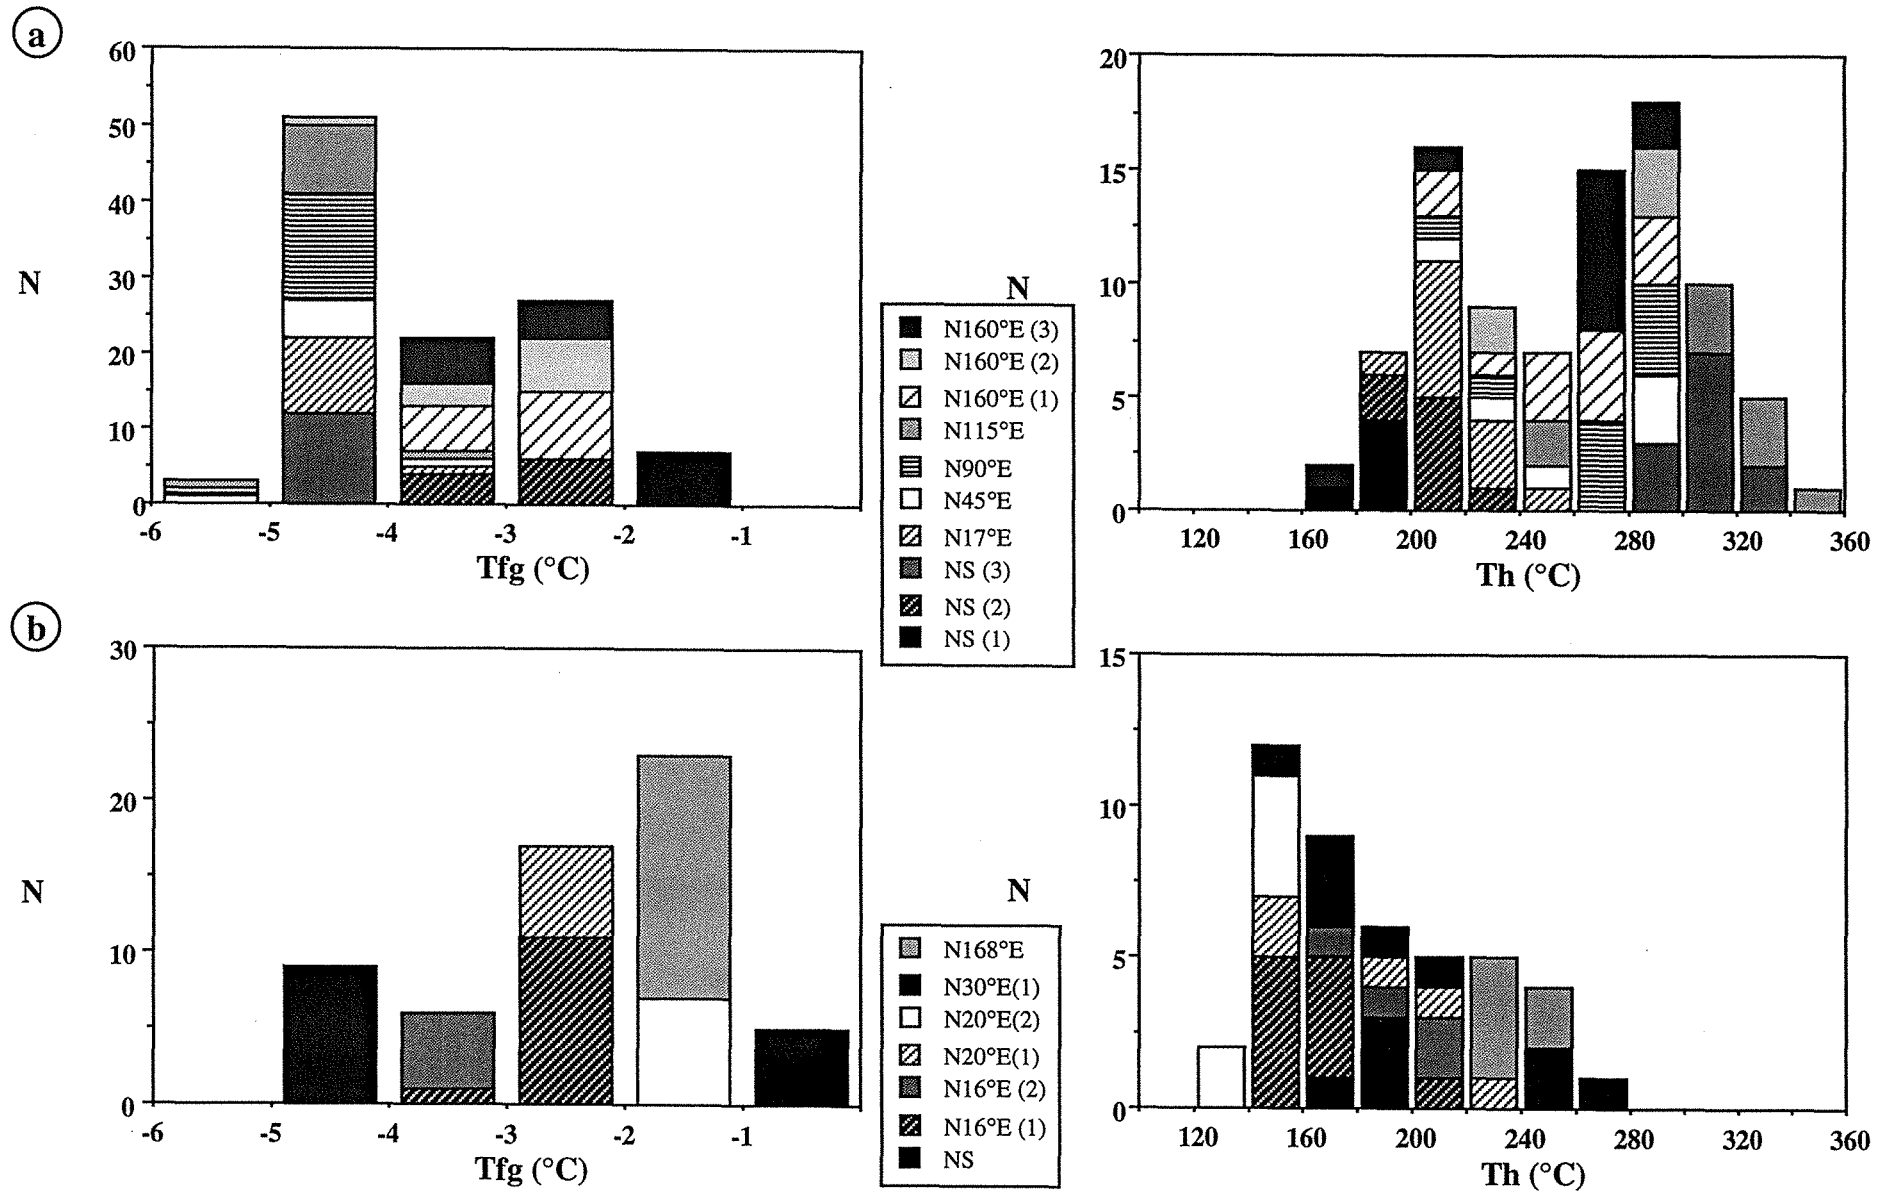 a
60
50
40
30
20
10
0
N
-6 -5 -4 -3 -2 -1
Tfg (°C)
N160°E (3)
N160°E (2)
N160°E (1)
N115°E
N90°E
N45°E
N17°E
NS (3)
NS (2)
NS (1)
20
15
10
5
0
N
120 160 200 240 280 320 360
Th (°C)
b
30
20
10
0
N
-6 -5 -4 -3 -2 -1
Tfg (°C)
N168°E
N30°E(1)
N20°E(2)
N20°E(1)
N16°E (2)
N16°E (1)
NS
15
10
5
0
N
120 160 200 240 280 320 360
Th (°C)